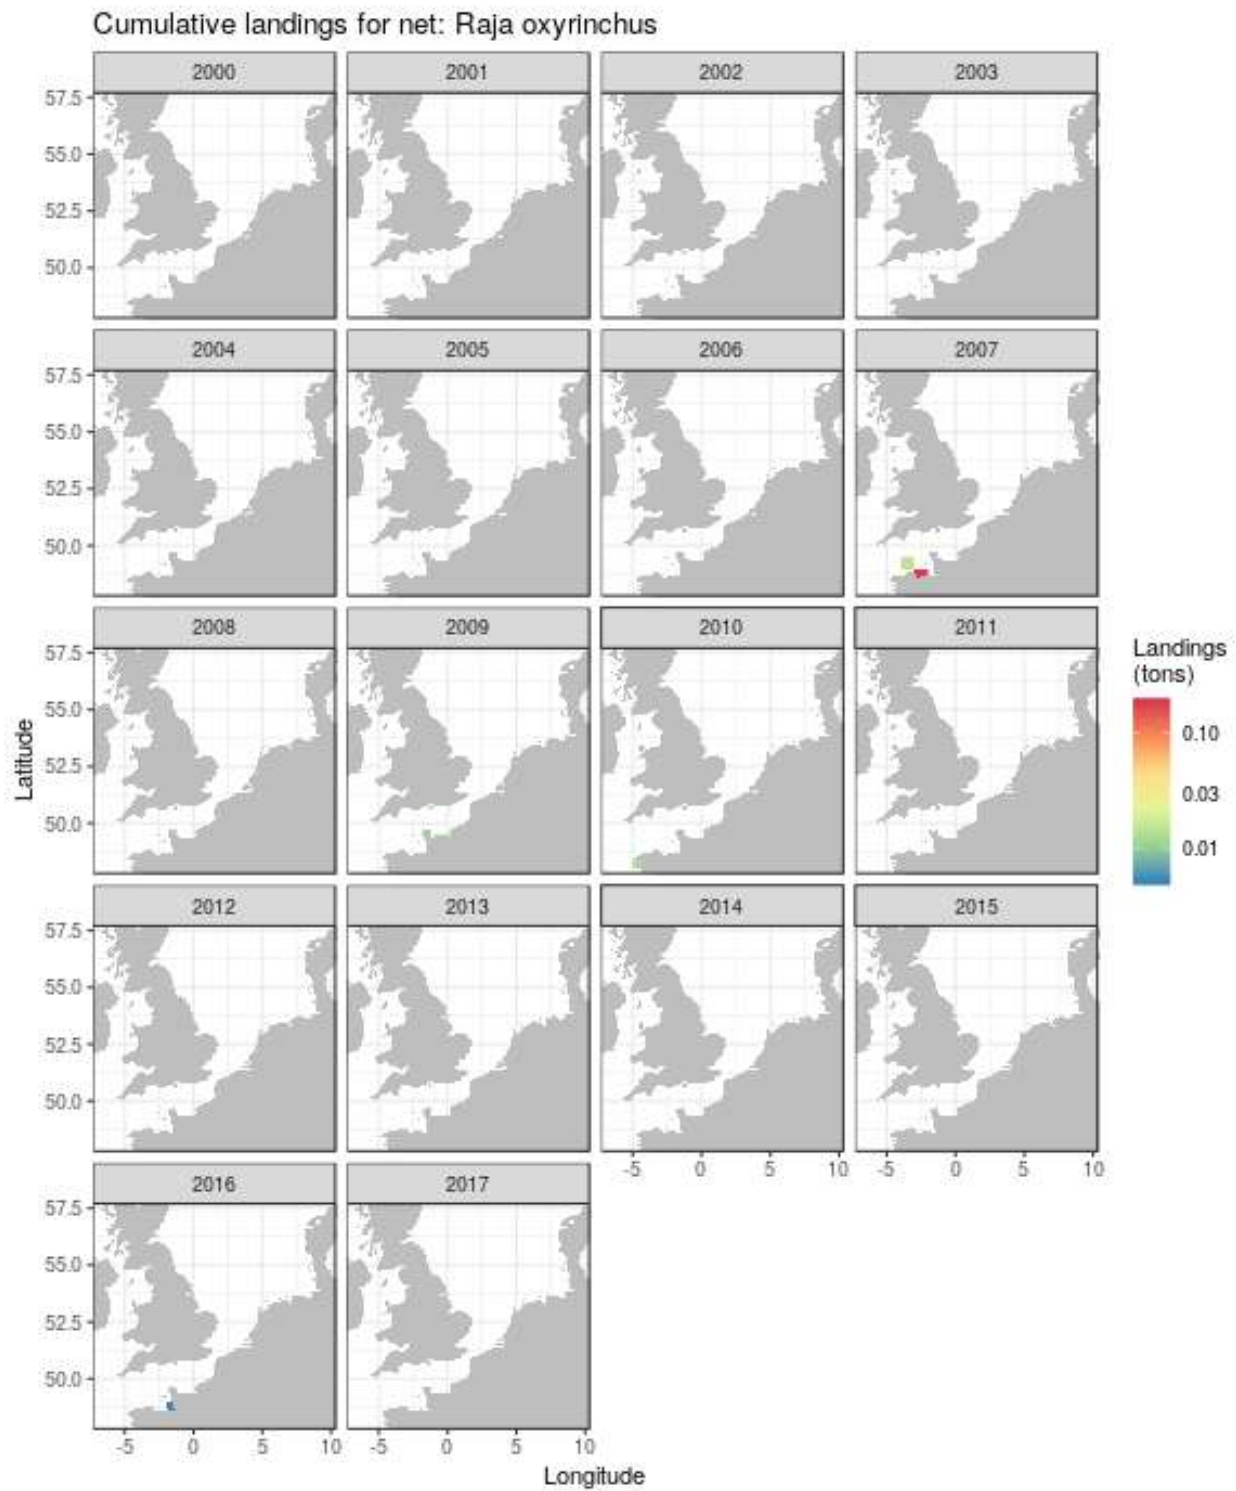 Cumulative landings for net: Raja oxyrinchus
2000 2001 2002 2003
57.5
55.0
52.5
50.0
2004 2005 2006 2007
57.5
55.0
52.5
50.0
2008 2009 2010 2011
57.5
55.0
52.5
50.0
Latitude
Landings
(tons)
0.10
0.03
0.01
2012 2013 2014 2015
57.5
55.0
52.5
50.0
-5 0 5 10 -5 0 5 10
2016 2017
57.5
55.0
52.5
50.0
-5 0 5 10 -5 0 5 10
Longitude